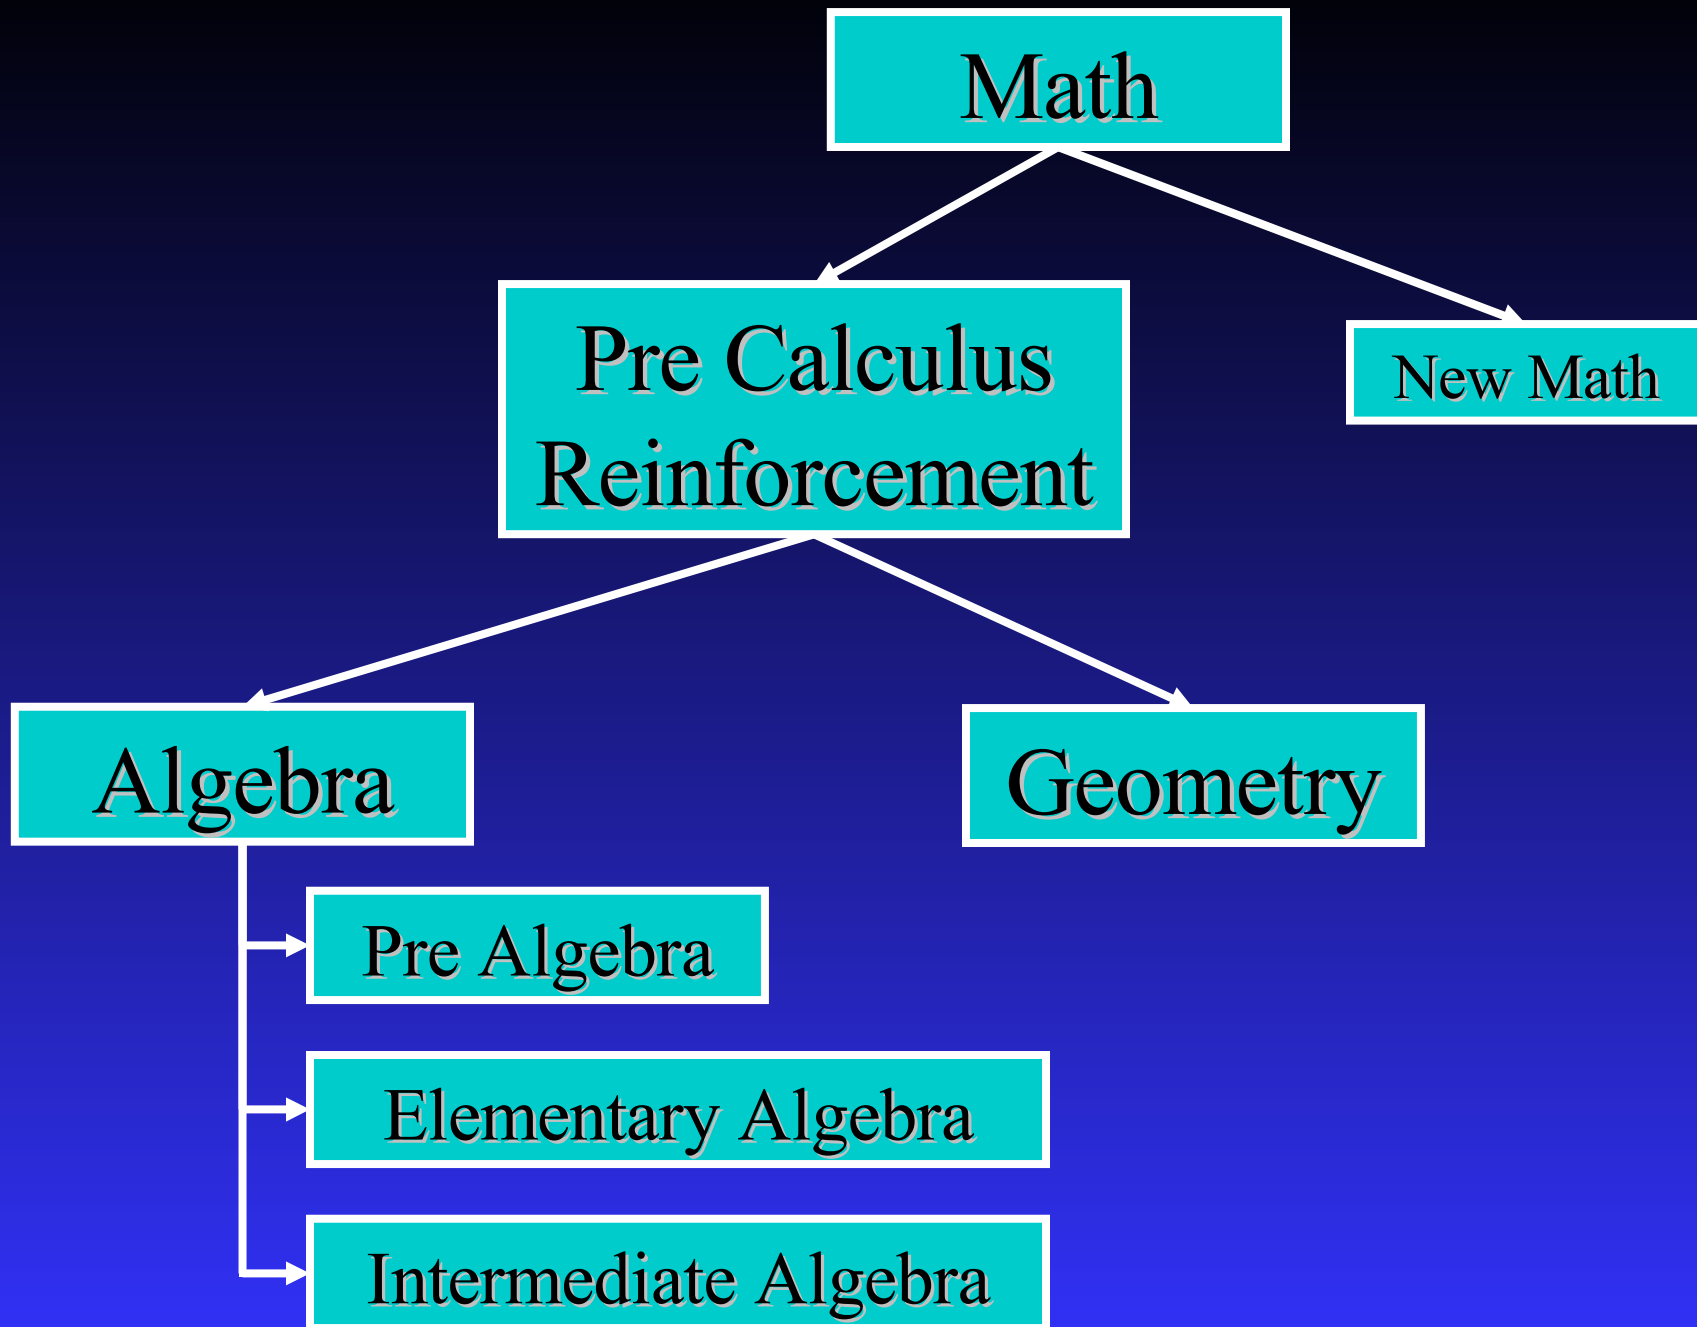 Math
Pre Calculus
Reinforcement
New Math
Algebra
Geometry
Pre Algebra
Elementary Algebra
Intermediate Algebra